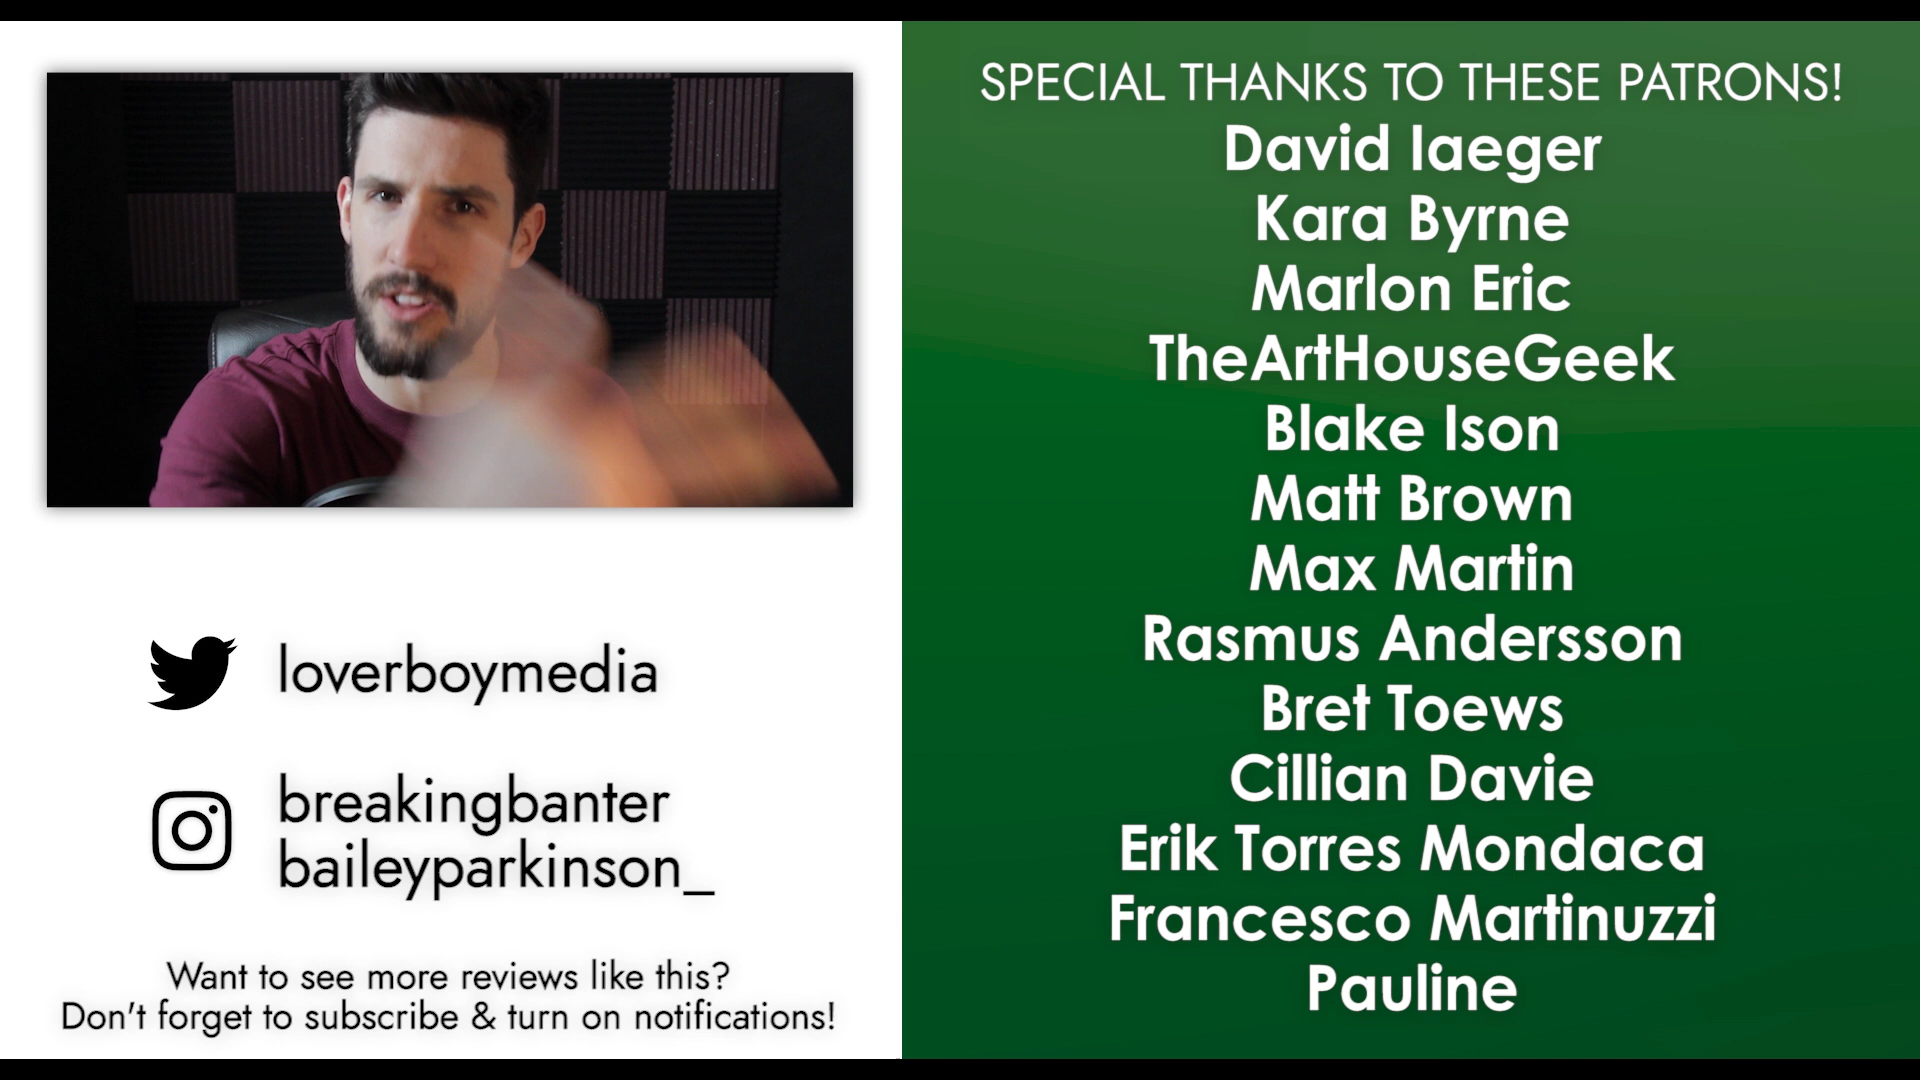 loverboymedia
breakingbanter
baileyparkinson_
Want to see more reviews like this?
Don't forget to subscribe & turn on notifications!
SPECIAL THANKS TO THESE PATRONS!
David Iaeger
Kara Byrne
Marlon Eric
TheArtHouseGeek
Blake Ison
Matt Brown
Max Martin
Rasmus Andersson
Bret Toews
Cillian Davie
Erik Torres Mondaca
Francesco Martinuzzi
Pauline